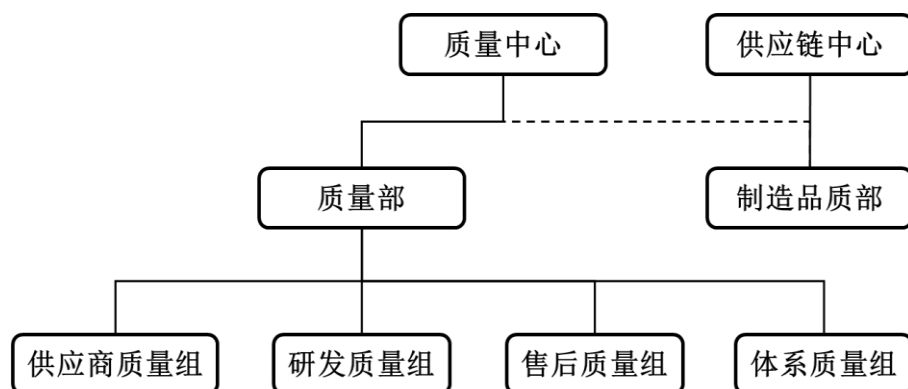 质量中心
供应链中心
质量部
制造品质部
供应商质量组
研发质量组
售后质量组
体系质量组